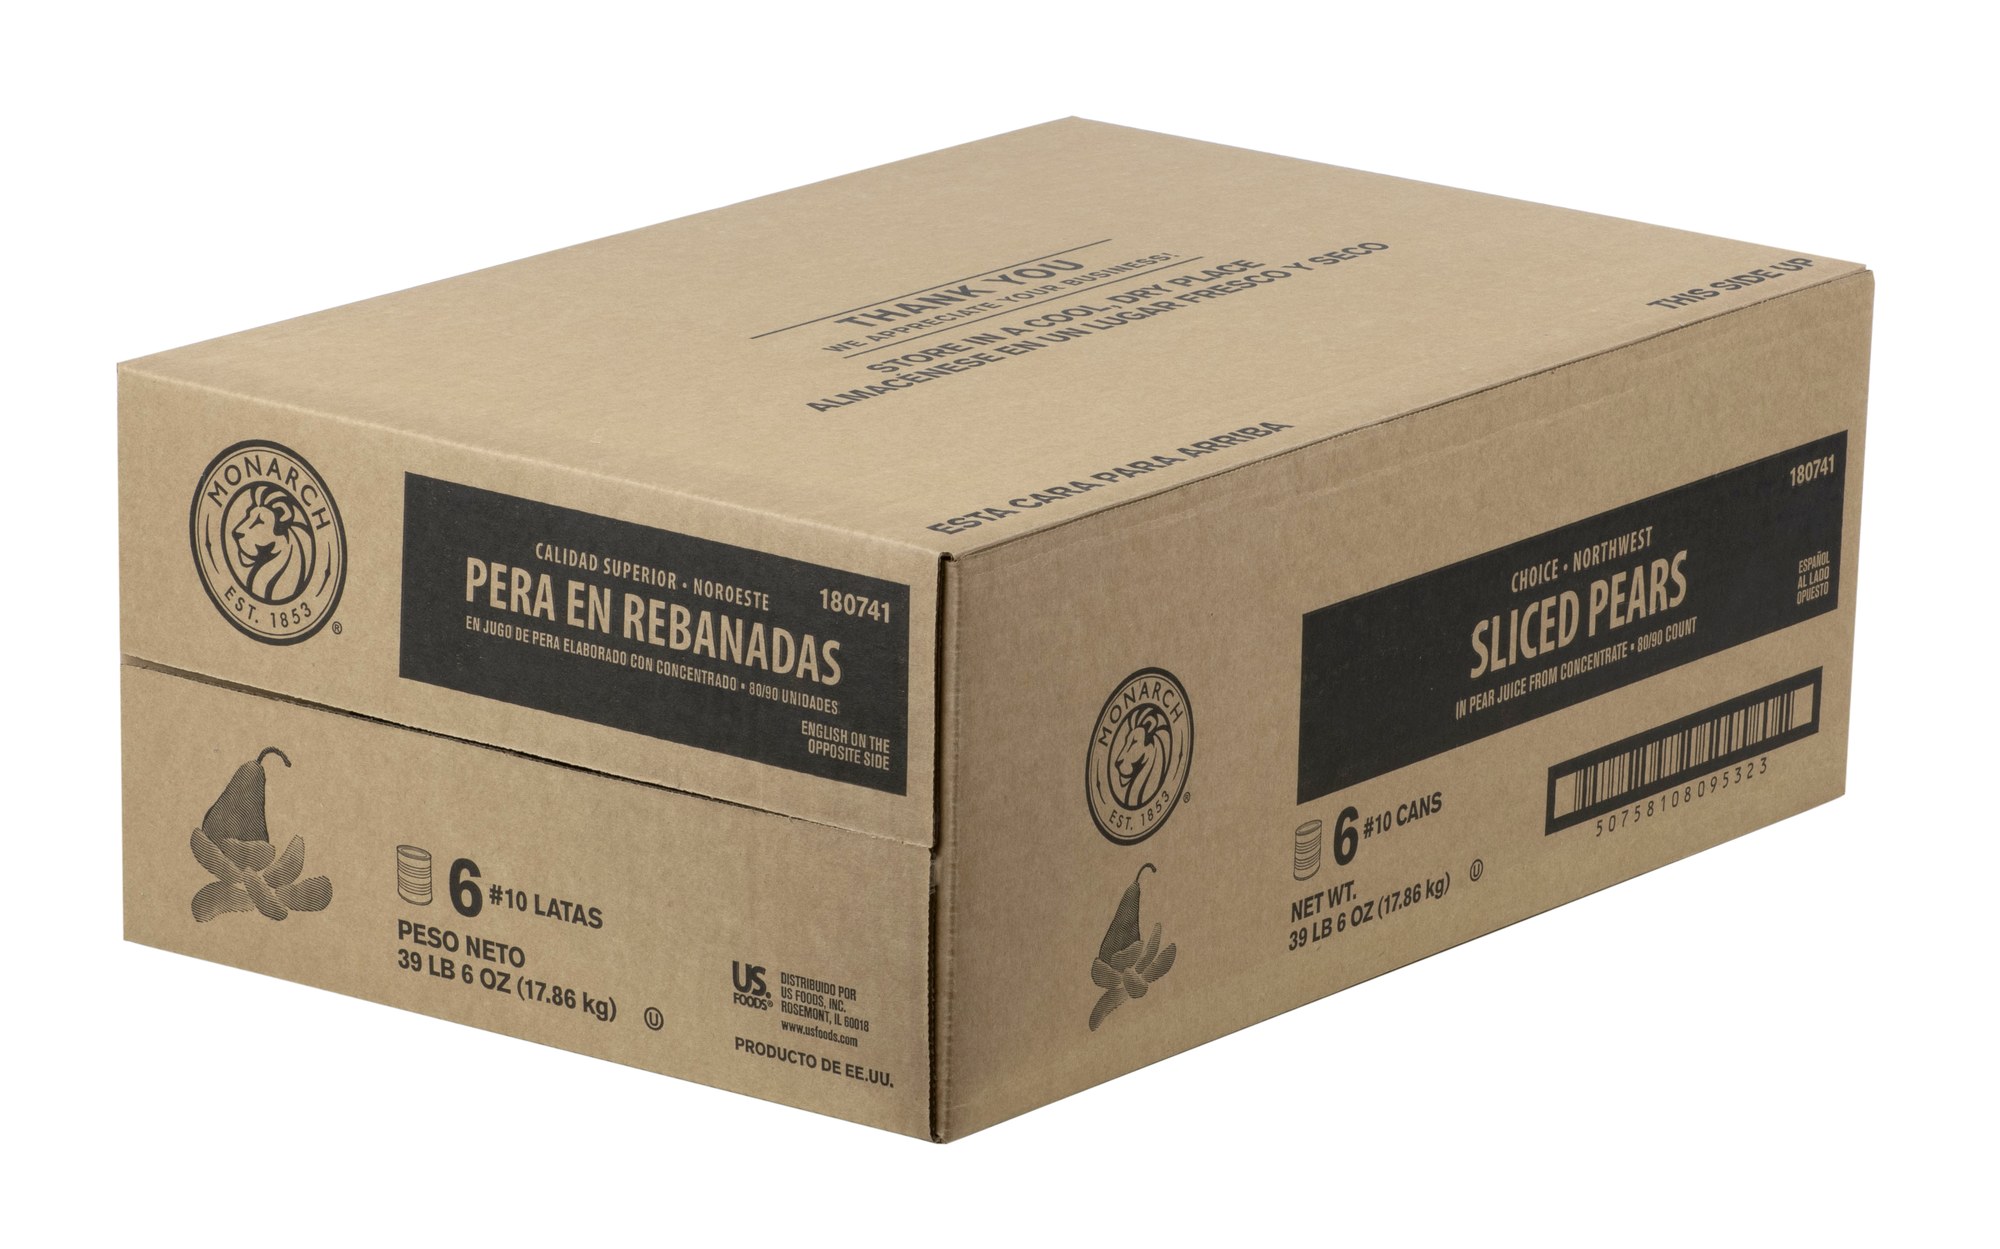 THANK YOU
WE APPRECIATE YOUR BUSINESS!
STORE IN A COOL, DRY PLACE
ALMACÉNESE EN UN LUGAR FRESCO Y SECO
THIS SIDE UP
ESTA CARA PARA ARRIBA
MONARCH
EST. 1853
®
CALIDAD SUPERIOR • NOROESTE
180741
PERA EN REBANADAS
EN JUGO DE PERA ELABORADO CON CONCENTRADO • 80/90 UNIDADES
ENGLISH ON THE
OPPOSITE SIDE
6 #10 LATAS
PESO NETO
39 LB 6 OZ (17.86 kg)
U
US.
FOODS®
DISTRIBUIDO POR
US FOODS, INC.
ROSEMONT, IL 60018
www.usfoods.com
PRODUCTO DE EE.UU.
180741
CHOICE • NORTHWEST
SLICED PEARS
IN PEAR JUICE FROM CONCENTRATE • 80/90 COUNT
ESPAÑOL
AL LADO
OPUESTO
MONARCH
EST. 1853
®
6 #10 CANS
NET WT.
39 LB 6 OZ (17.86 kg)
U
50758108095323